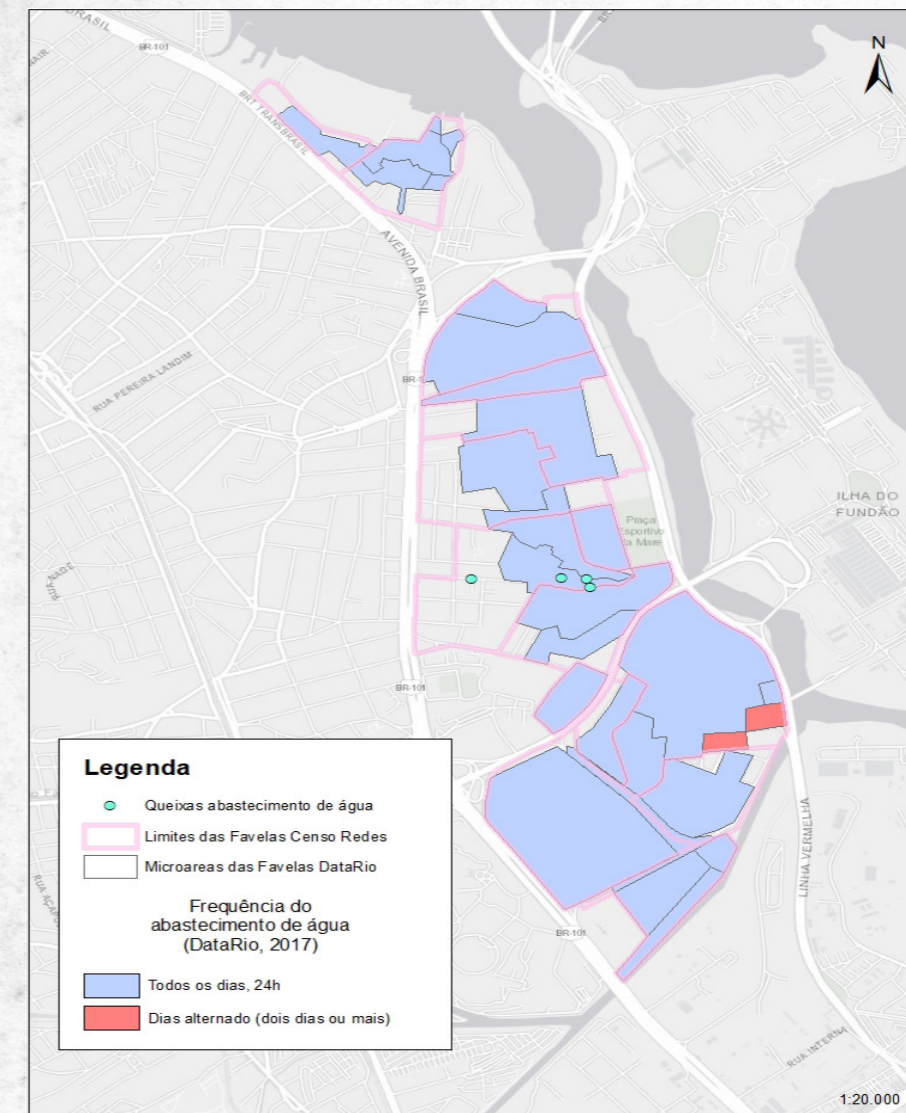 BRASIL
BR-101
BRT TRANSBRASIL
N
AVENIDA BRASIL
RUA PEREIRA LANDIM
ILHA DO
FUNDÃO
Praça
Esportivo
da Mare
RUA NAGE
BR-101
LINHA VERMELHA
BR-101
RUA INTERNA
1:20.000
Legenda
Queixas abastecimento de água
Limites das Favelas Censo Redes
Microareas das Favelas DataRio
Frequência do
abastecimento de água
(DataRio, 2017)
Todos os dias, 24h
Dias alternado (dois dias ou mais)